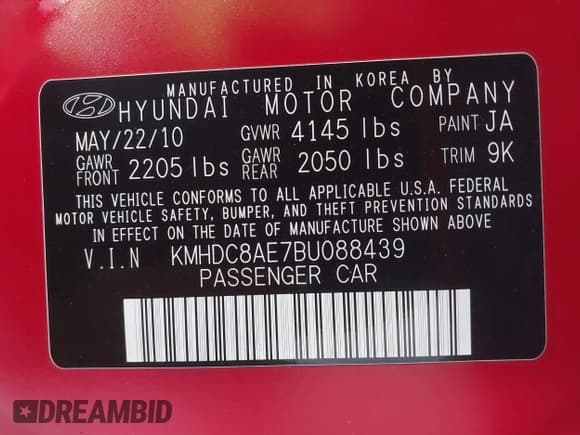 MANUFACTURED IN KOREA BY
HYUNDAI MOTOR COMPANY
MAY/22/10 GVWR 4145 lbs PAINT JA
GAWR FRONT 2205 lbs GAWR REAR 2050 lbs TRIM 9K
THIS VEHICLE CONFORMS TO ALL APPLICABLE U.S.A. FEDERAL
MOTOR VEHICLE SAFETY, BUMPER, AND THEFT PREVENTION STANDARDS
IN EFFECT ON THE DATE OF MANUFACTURE SHOWN ABOVE
V.I.N KMHDC8AE7BU088439
PASSENGER CAR
DREAMBID